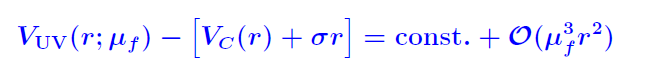 V_UV(r; μ_f) − [V_C(r) + σr] = const. + 𝒪(μ_f^3 r^2)